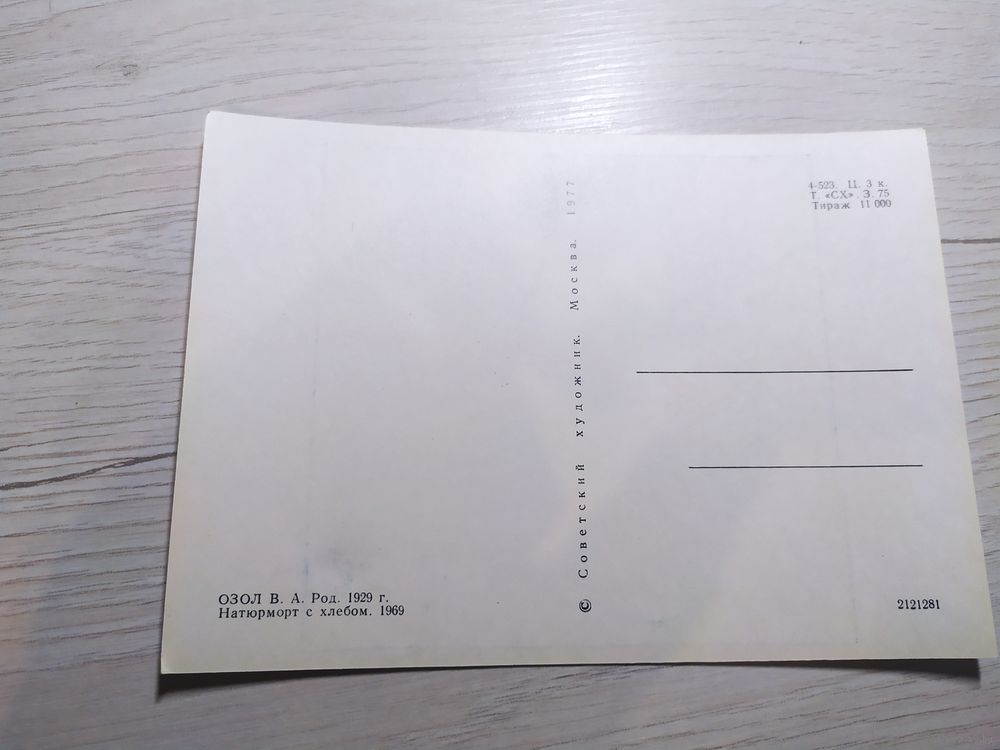 4-523. Ц. 3 к.
Т. «СХ». З. 75
Тираж 11 000
© Советский художник. Москва. 1977
ОЗОЛ В. А. Род. 1929 г.
Натюрморт с хлебом. 1969
2121281